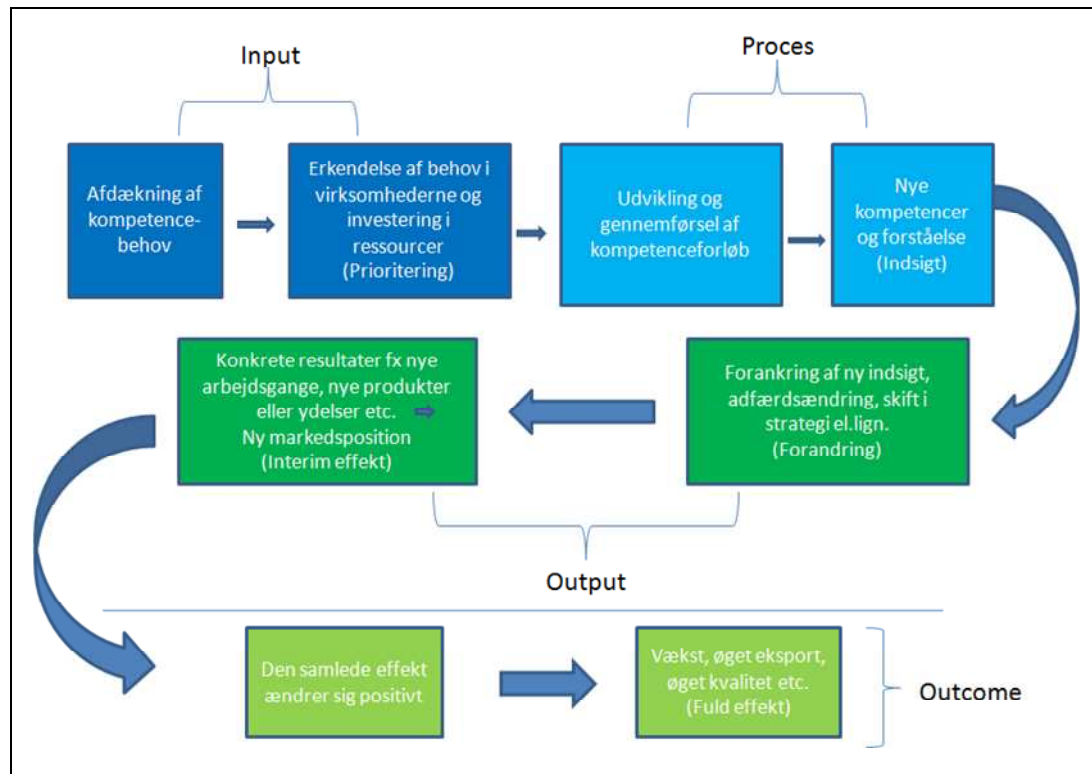 Input
Proces
Afdækning af
kompetence-
behov
Erkendelse af behov i
virksomhederne og
investering i
ressourcer
(Prioritering)
Udvikling og
gennemførsel af
kompetenceforløb
Nye
kompetencer
og forståelse
(Indsigt)
Konkrete resultater fx nye
arbejdsgange, nye produkter
eller ydelser etc.
Ny markedsposition
(Interim effekt)
Forankring af ny indsigt,
adfærdsændring, skift i
strategi el.lign.
(Forandring)
Output
Den samlede effekt
ændrer sig positivt
Vækst, øget eksport,
øget kvalitet etc.
(Fuld effekt)
Outcome